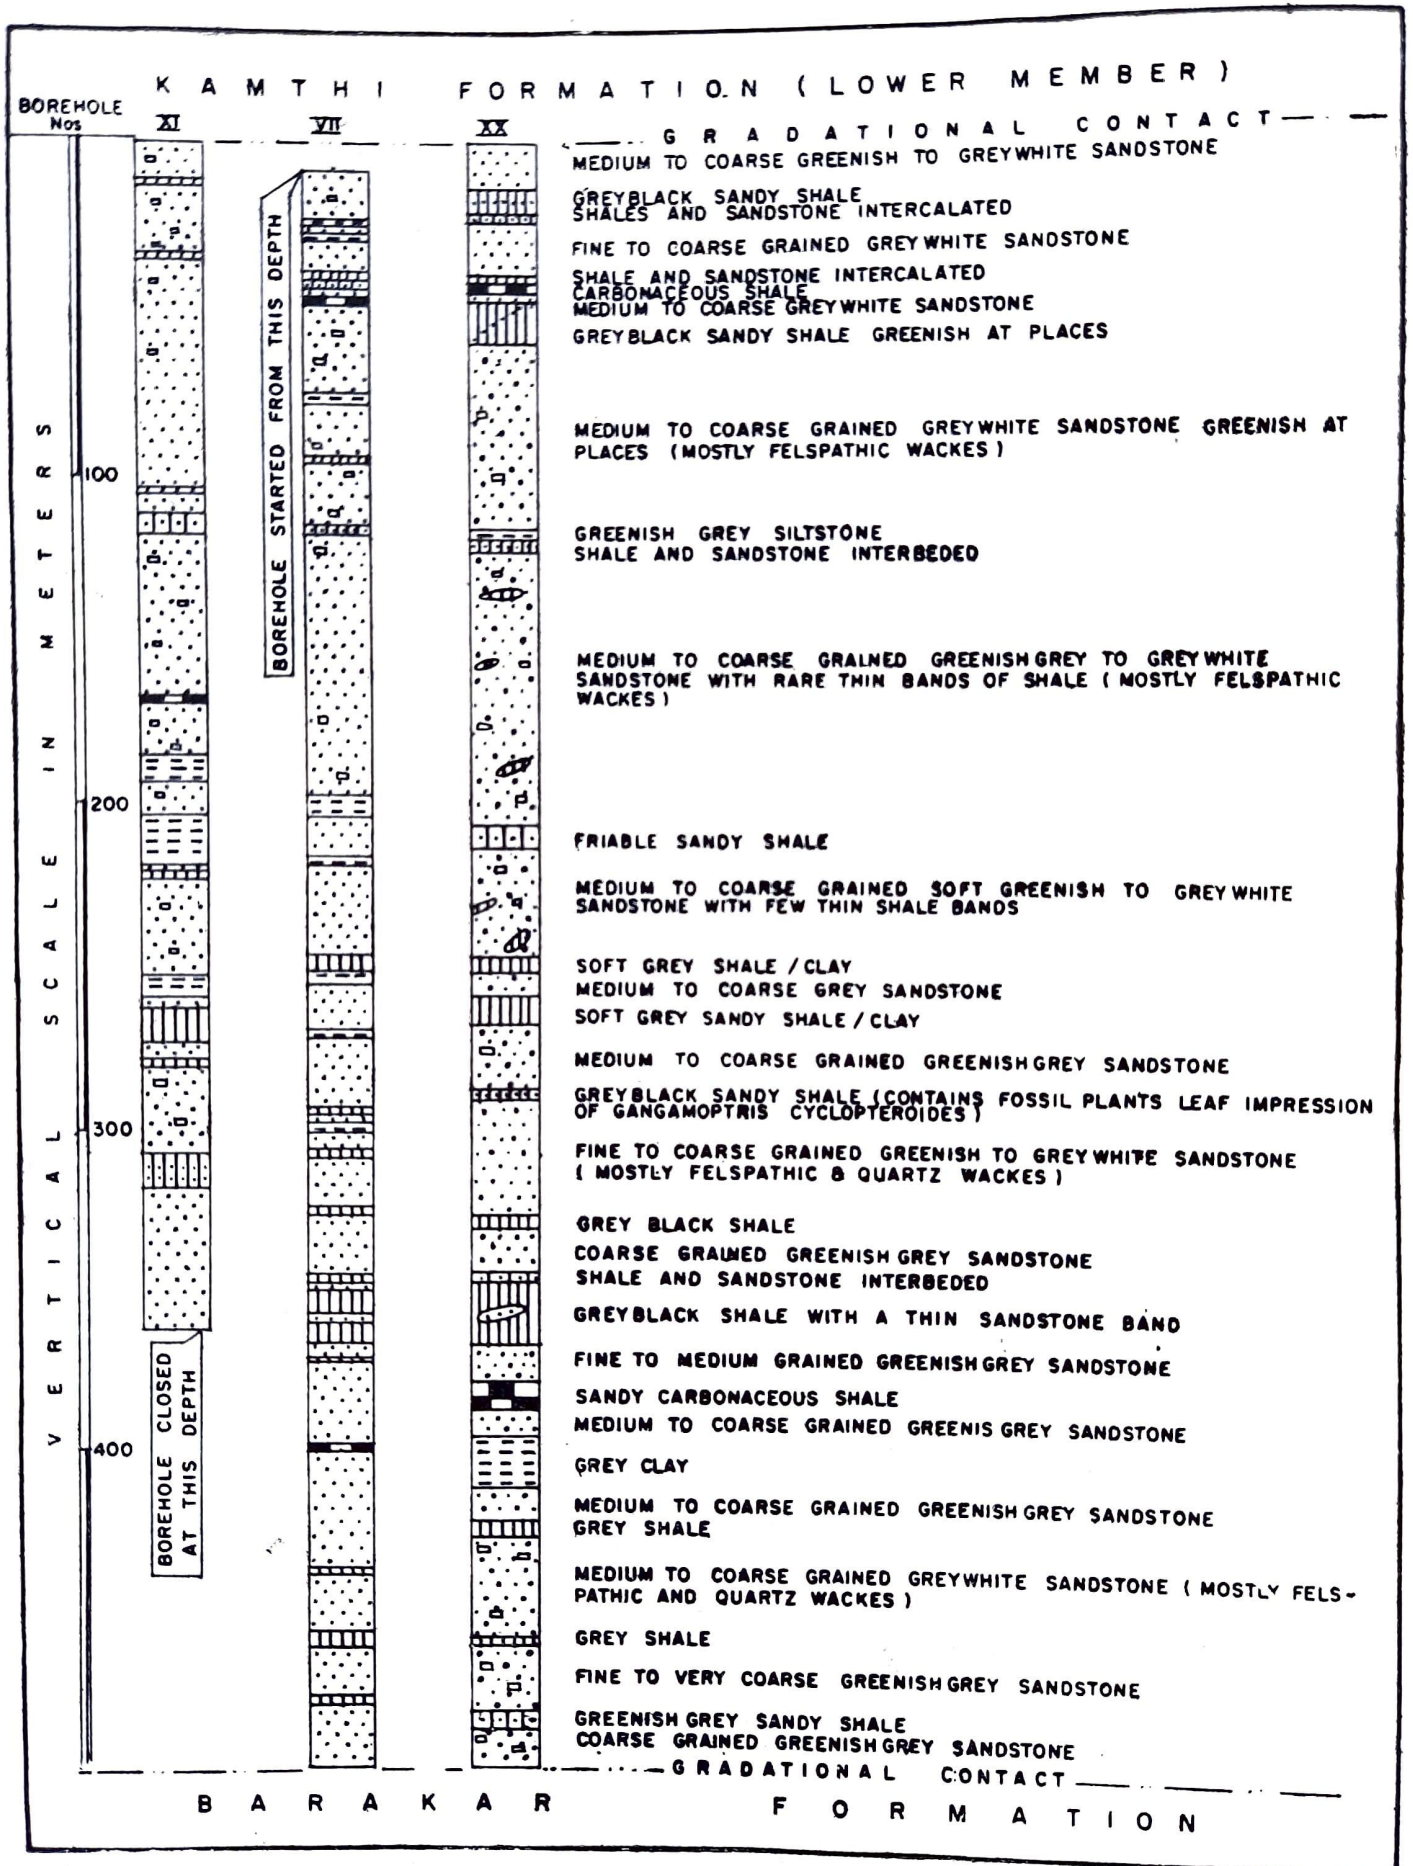 KAMTHI FORMATION (LOWER MEMBER)
BOREHOLE
Nos
XI
VII
XX
GRADATIONAL CONTACT
MEDIUM TO COARSE GREENISH TO GREYWHITE SANDSTONE
GREYBLACK SANDY SHALE
SHALES AND SANDSTONE INTERCALATED
FINE TO COARSE GRAINED GREYWHITE SANDSTONE
SHALE AND SANDSTONE INTERCALATED
CARBONACEOUS SHALE
MEDIUM TO COARSE GREYWHITE SANDSTONE
GREYBLACK SANDY SHALE GREENISH AT PLACES
MEDIUM TO COARSE GRAINED GREYWHITE SANDSTONE GREENISH AT
PLACES (MOSTLY FELSPATHIC WACKES)
GREENISH GREY SILTSTONE
SHALE AND SANDSTONE INTERBEDED
MEDIUM TO COARSE GRAINED GREENISH GREY TO GREYWHITE
SANDSTONE WITH RARE THIN BANDS OF SHALE (MOSTLY FELSPATHIC
WACKES)
FRIABLE SANDY SHALE
MEDIUM TO COARSE GRAINED SOFT GREENISH TO GREYWHITE
SANDSTONE WITH FEW THIN SHALE BANDS
SOFT GREY SHALE / CLAY
MEDIUM TO COARSE GREY SANDSTONE
SOFT GREY SANDY SHALE / CLAY
MEDIUM TO COARSE GRAINED GREENISH GREY SANDSTONE
GREYBLACK SANDY SHALE (CONTAINS FOSSIL PLANTS LEAF IMPRESSION
OF GANGAMOPTRIS CYCLOPTEROIDES)
FINE TO COARSE GRAINED GREENISH TO GREYWHITE SANDSTONE
(MOSTLY FELSPATHIC & QUARTZ WACKES)
GREY BLACK SHALE
COARSE GRAINED GREENISH GREY SANDSTONE
SHALE AND SANDSTONE INTERBEDED
GREYBLACK SHALE WITH A THIN SANDSTONE BAND
FINE TO MEDIUM GRAINED GREENISH GREY SANDSTONE
SANDY CARBONACEOUS SHALE
MEDIUM TO COARSE GRAINED GREENIS GREY SANDSTONE
GREY CLAY
MEDIUM TO COARSE GRAINED GREENISH GREY SANDSTONE
GREY SHALE
MEDIUM TO COARSE GRAINED GREYWHITE SANDSTONE (MOSTLY FELS-
PATHIC AND QUARTZ WACKES)
GREY SHALE
FINE TO VERY COARSE GREENISH GREY SANDSTONE
GREENISH GREY SANDY SHALE
COARSE GRAINED GREENISH GREY SANDSTONE
GRADATIONAL CONTACT
BARAKAR FORMATION
VERTICAL SCALE IN METERS
100
200
300
400
BOREHOLE STARTED FROM THIS DEPTH
BOREHOLE CLOSED
AT THIS DEPTH